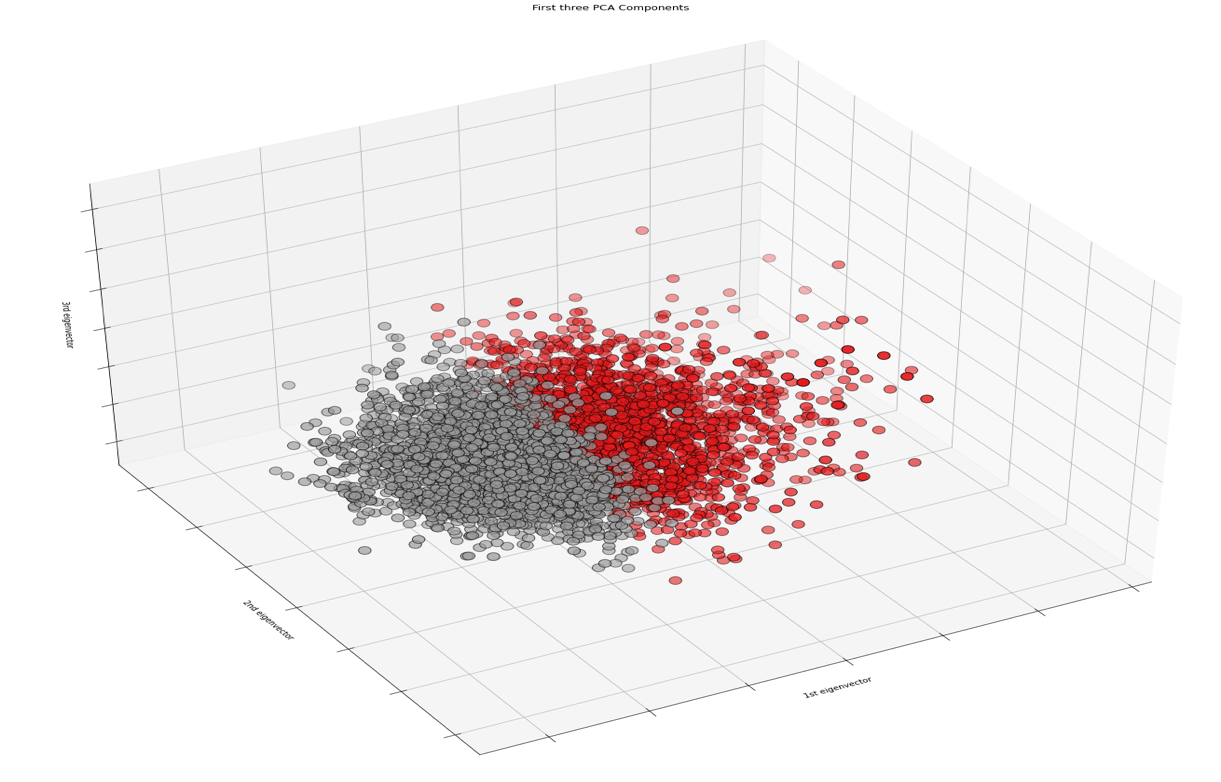 First three PCA Components
3rd eigenvector
2nd eigenvector
1st eigenvector